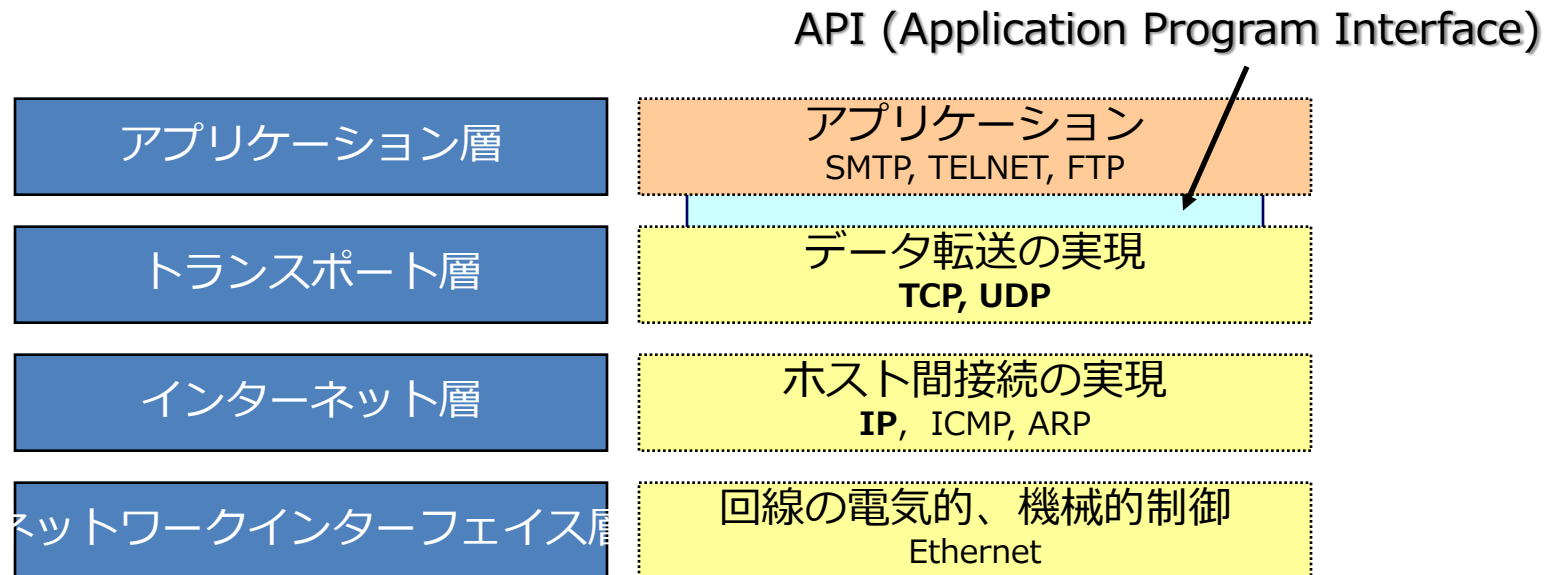 API (Application Program Interface)
アプリケーション層
アプリケーション
SMTP, TELNET, FTP
トランスポート層
データ転送の実現
TCP, UDP
インターネット層
ホスト間接続の実現
IP, ICMP, ARP
ネットワークインターフェイス層
回線の電気的、機械的制御
Ethernet